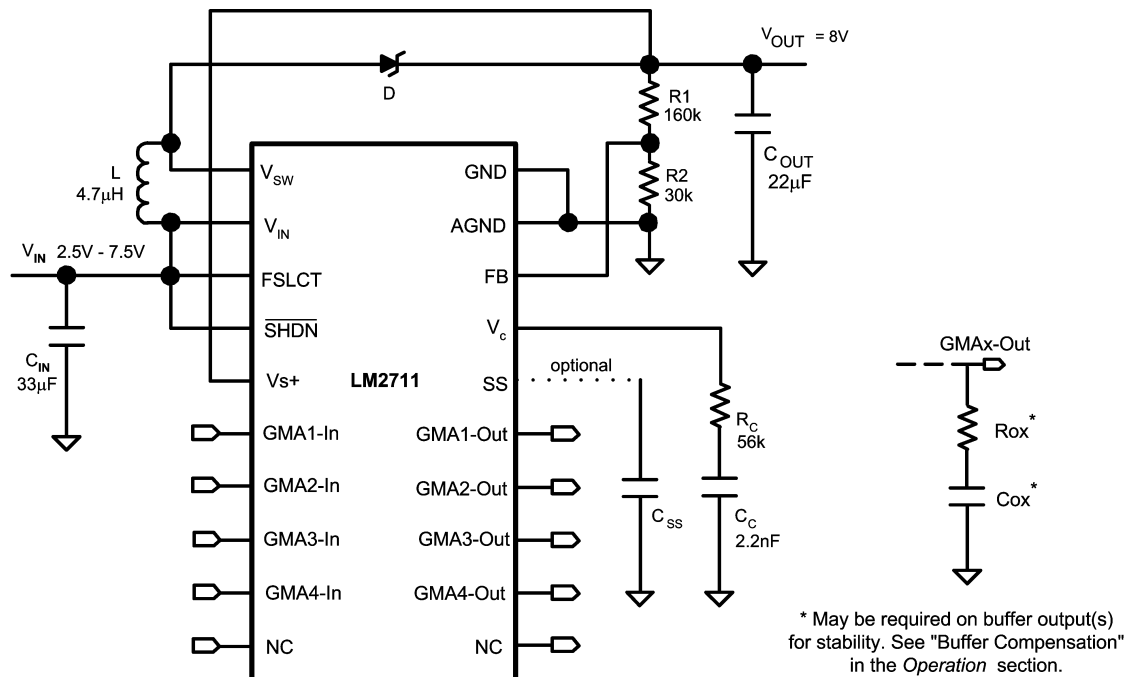 V_OUT = 8V
D
R1
160k
C_OUT
22µF
R2
30k
L
4.7µH
V_SW
GND
V_IN
AGND
V_IN 2.5V - 7.5V
FSLCT
FB
SHDN
V_c
C_IN
33µF
Vs+
LM2711
SS
optional
R_C
56k
GMA1-In
GMA1-Out
GMA2-In
GMA2-Out
C_SS
C_C
2.2nF
GMA3-In
GMA3-Out
GMA4-In
GMA4-Out
NC
NC
GMAx-Out
Rox*
Cox*
* May be required on buffer output(s)
for stability. See "Buffer Compensation"
in the Operation section.